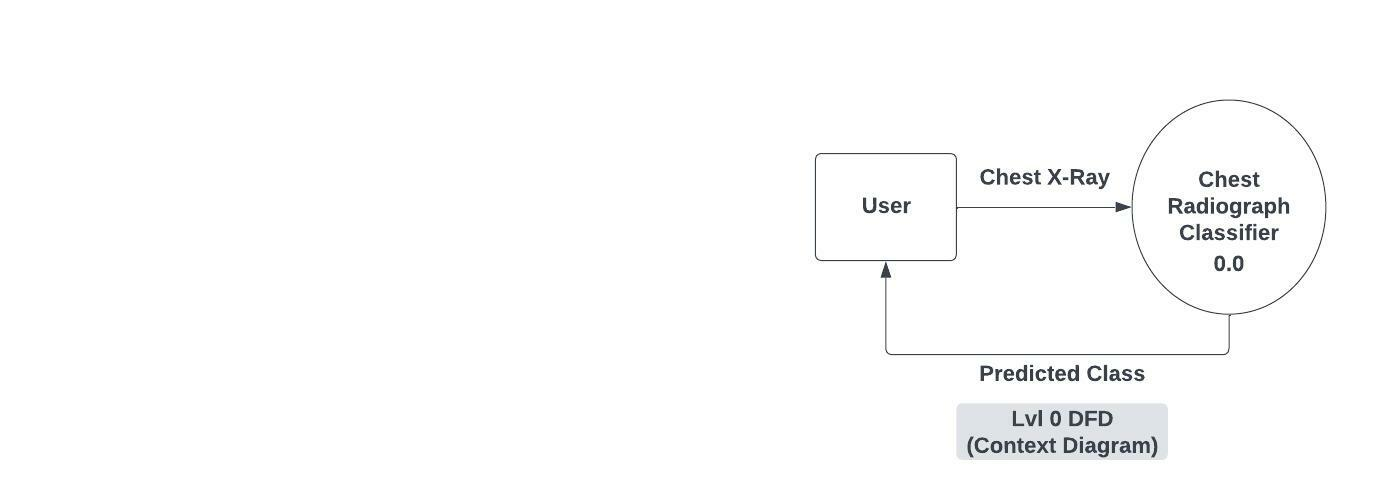 Chest X-Ray
User
Chest
Radiograph
Classifier
0.0
Predicted Class
Lvl 0 DFD
(Context Diagram)